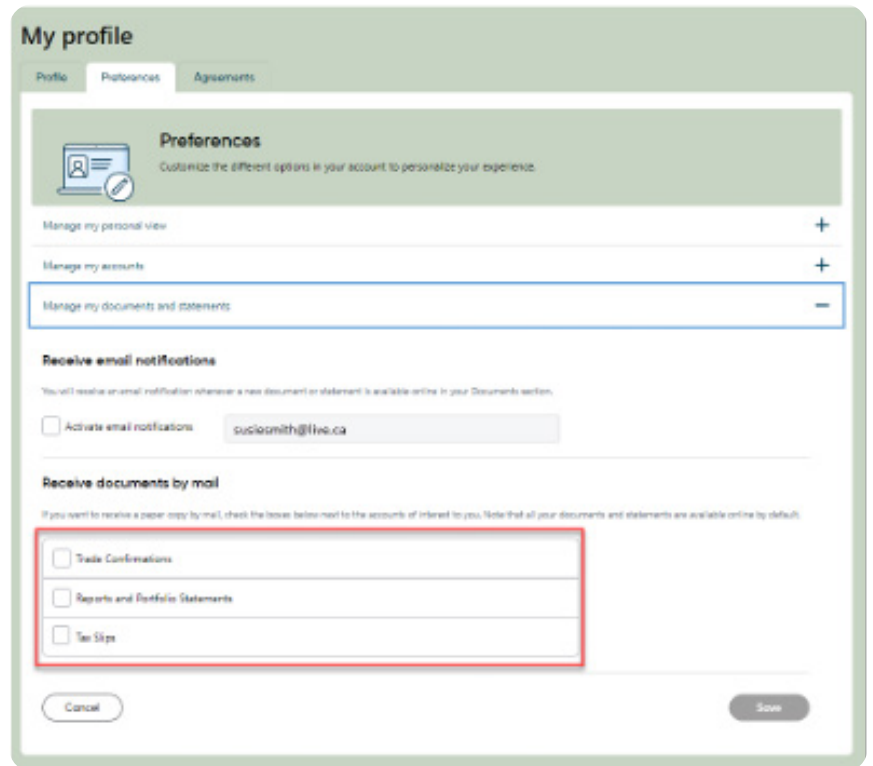 My profile
Profile Preferences Agreements
Preferences
Customize the different options in your account to personalize your experience.
Manage my personal view
Manage my accounts
Manage my documents and statements
Receive email notifications
You will receive an email notification whenever a new document or statement is available online in your Documents section.
Activate email notifications susiesmith@live.ca
Receive documents by mail
If you want to receive a paper copy by mail, check the boxes below next to the accounts of interest to you. Note that all your documents and statements are available online by default.
Trade Confirmations
Reports and Portfolio Statements
Tax Slips
Cancel Save